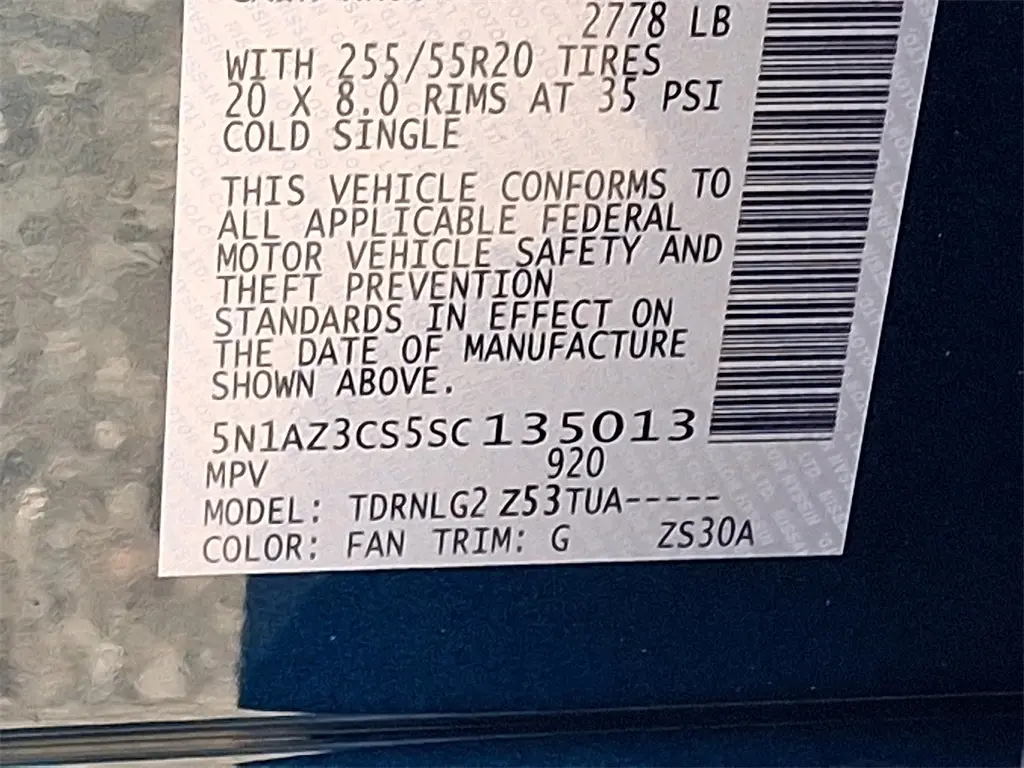 2778 LB
WITH 255/55R20 TIRES
20 X 8.0 RIMS AT 35 PSI
COLD SINGLE
THIS VEHICLE CONFORMS TO
ALL APPLICABLE FEDERAL
MOTOR VEHICLE SAFETY AND
THEFT PREVENTION
STANDARDS IN EFFECT ON
THE DATE OF MANUFACTURE
SHOWN ABOVE.
5N1AZ3CS5SC135013
MPV 920
MODEL: TDRNLG2 Z53TUA-----
COLOR: FAN TRIM: G ZS30A